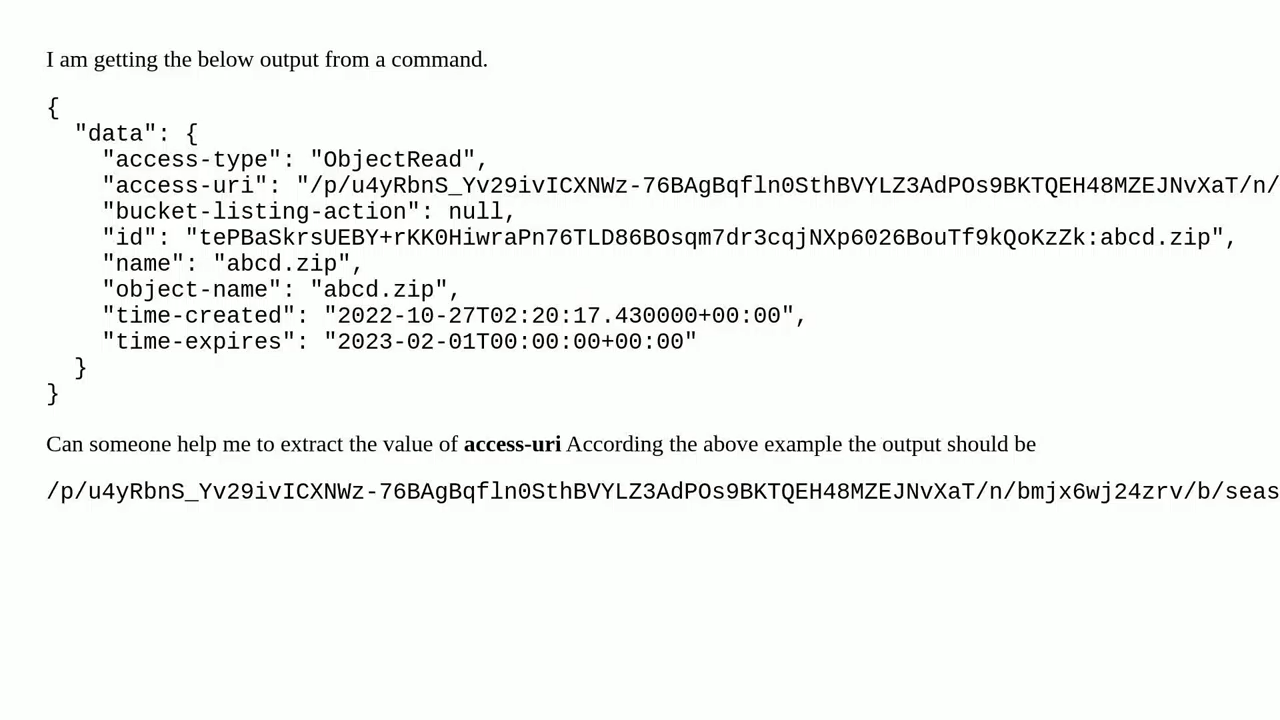 I am getting the below output from a command.
{
  "data": {
    "access-type": "ObjectRead",
    "access-uri": "/p/u4yRbnS_Yv29ivICXNWz-76BAgBqfln0SthBVYLZ3AdPOs9BKTQEH48MZEJNvXaT/n/
    "bucket-listing-action": null,
    "id": "tePBaSkrsUEBY+rKK0HiwraPn76TLD86BOsqm7dr3cqjNXp6026BouTf9kQoKzZk:abcd.zip",
    "name": "abcd.zip",
    "object-name": "abcd.zip",
    "time-created": "2022-10-27T02:20:17.430000+00:00",
    "time-expires": "2023-02-01T00:00:00+00:00"
  }
}
Can someone help me to extract the value of access-uri According the above example the output should be
/p/u4yRbnS_Yv29ivICXNWz-76BAgBqfln0SthBVYLZ3AdPOs9BKTQEH48MZEJNvXaT/n/bmjx6wj24zrv/b/seas